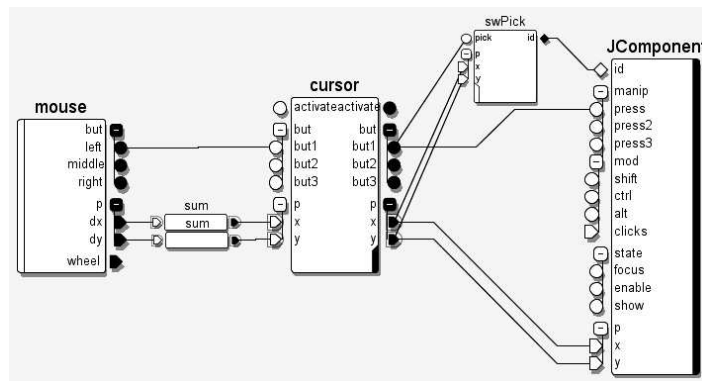 swPick
pick id
p
x
y
JComponent
id
manip
press
press2
press3
mod
shift
ctrl
alt
clicks
state
focus
enable
show
p
x
y
cursor
activate activate
but but
but1 but1
but2 but2
but3 but3
p p
x x
y y
mouse
but
left
middle
right
p
dx
dy
wheel
sum
sum